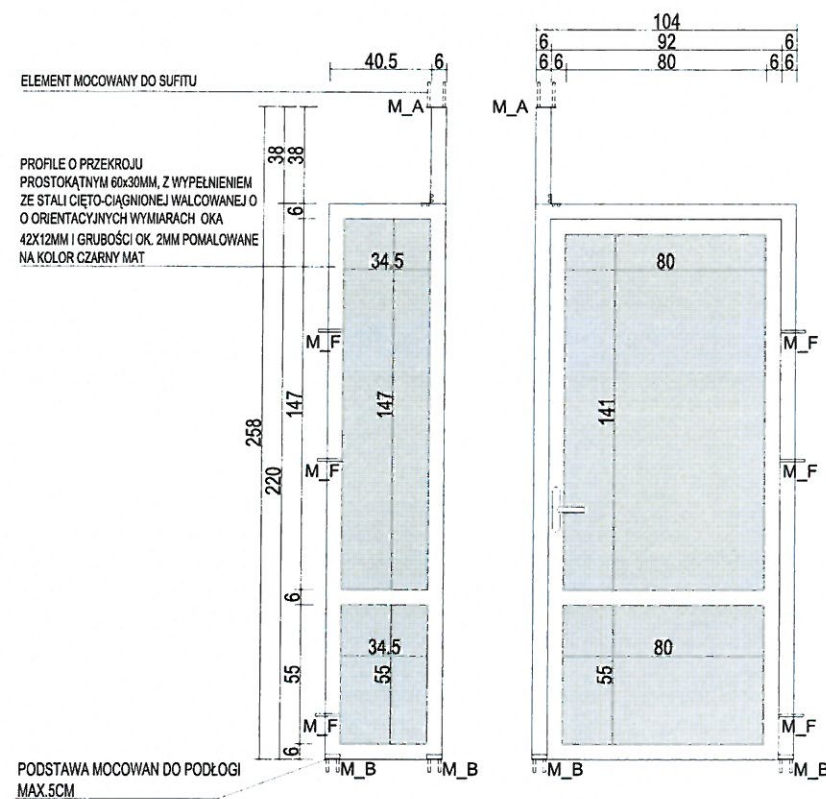 104
6 92 6
40.5 6
6 6 80 6 6
ELEMENT MOCOWANY DO SUFITU
M_A
M_A
38
38
PROFILE O PRZEKROJU
PROSTOKĄTNYM 60x30MM, Z WYPEŁNIENIEM
ZE STALI CIĘTO-CIĄGNIONEJ WALCOWANEJ O
O ORIENTACYJNYCH WYMIARACH OKA
42X12MM I GRUBOŚCI OK. 2MM POMALOWANE
NA KOLOR CZARNY MAT
6
34.5
80
M_F
M_F
147
147
141
258
220
M_F
M_F
6
34.5
80
55
55
55
M_F
M_F
6
PODSTAWA MOCOWAN DO PODŁOGI
MAX.5CM
M_B
M_B
M_B
M_B